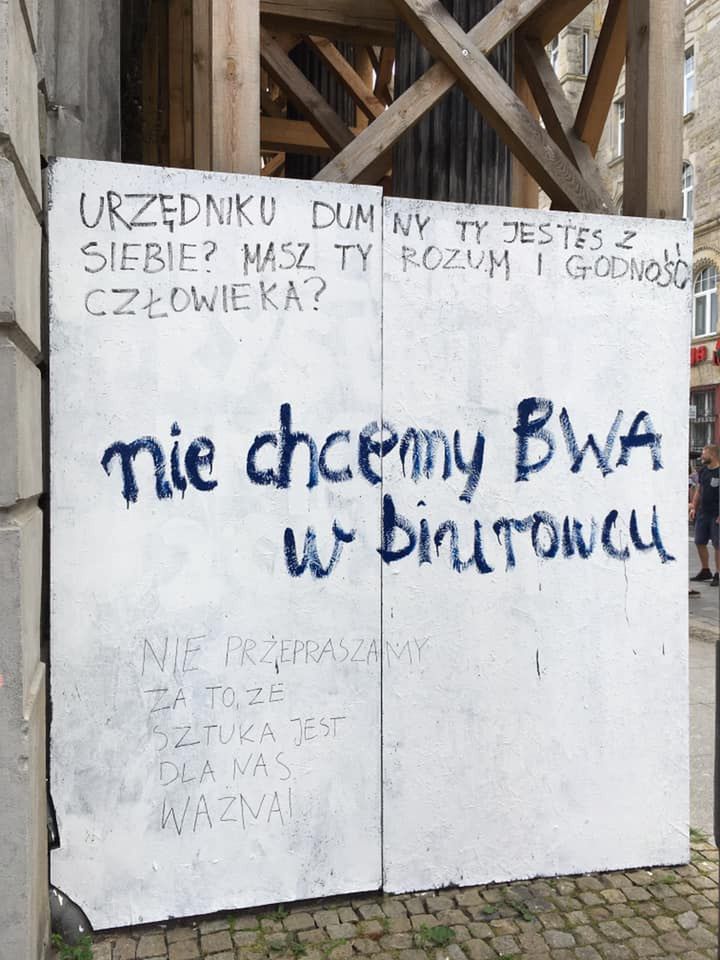 URZĘDNIKU DUMNY TY JESTEŚ Z
SIEBIE? MASZ TY ROZUM I GODNOŚĆ
CZŁOWIEKA?
nie chcemy BWA
w biurowcu
NIE PRZEPRASZAMY
ZA TO, ŻE
SZTUKA JEST
DLA NAS
WAŻNA!